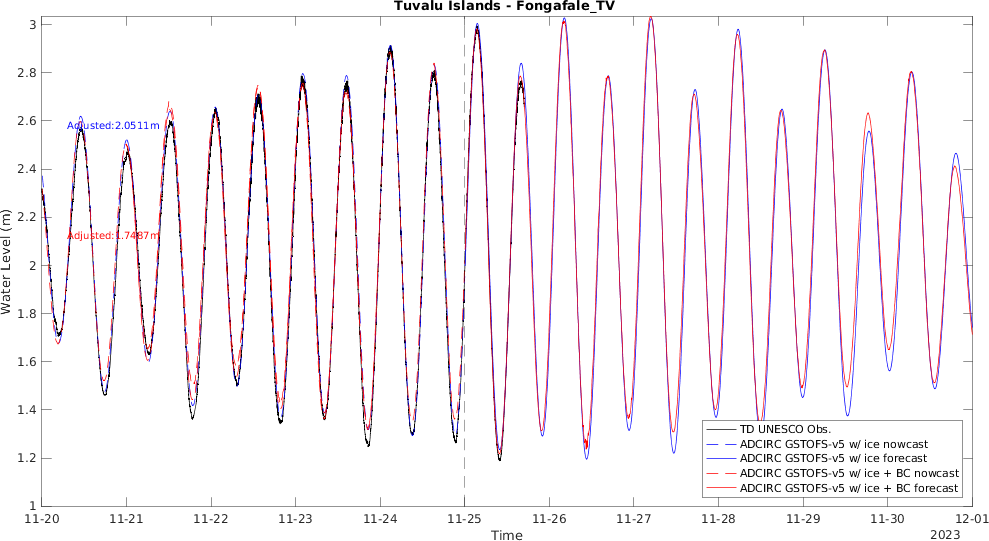 Tuvalu Islands - Fongafale_TV
3
2.8
2.6
2.4
2.2
2
1.8
1.6
1.4
1.2
1
Water Level (m)
Adjusted:2.0511m
Adjusted:1.7487m
TD UNESCO Obs.
ADCIRC GSTOFS-v5 w/ ice nowcast
ADCIRC GSTOFS-v5 w/ ice forecast
ADCIRC GSTOFS-v5 w/ ice + BC nowcast
ADCIRC GSTOFS-v5 w/ ice + BC forecast
11-20 11-21 11-22 11-23 11-24 11-25 11-26 11-27 11-28 11-29 11-30 12-01
Time
2023